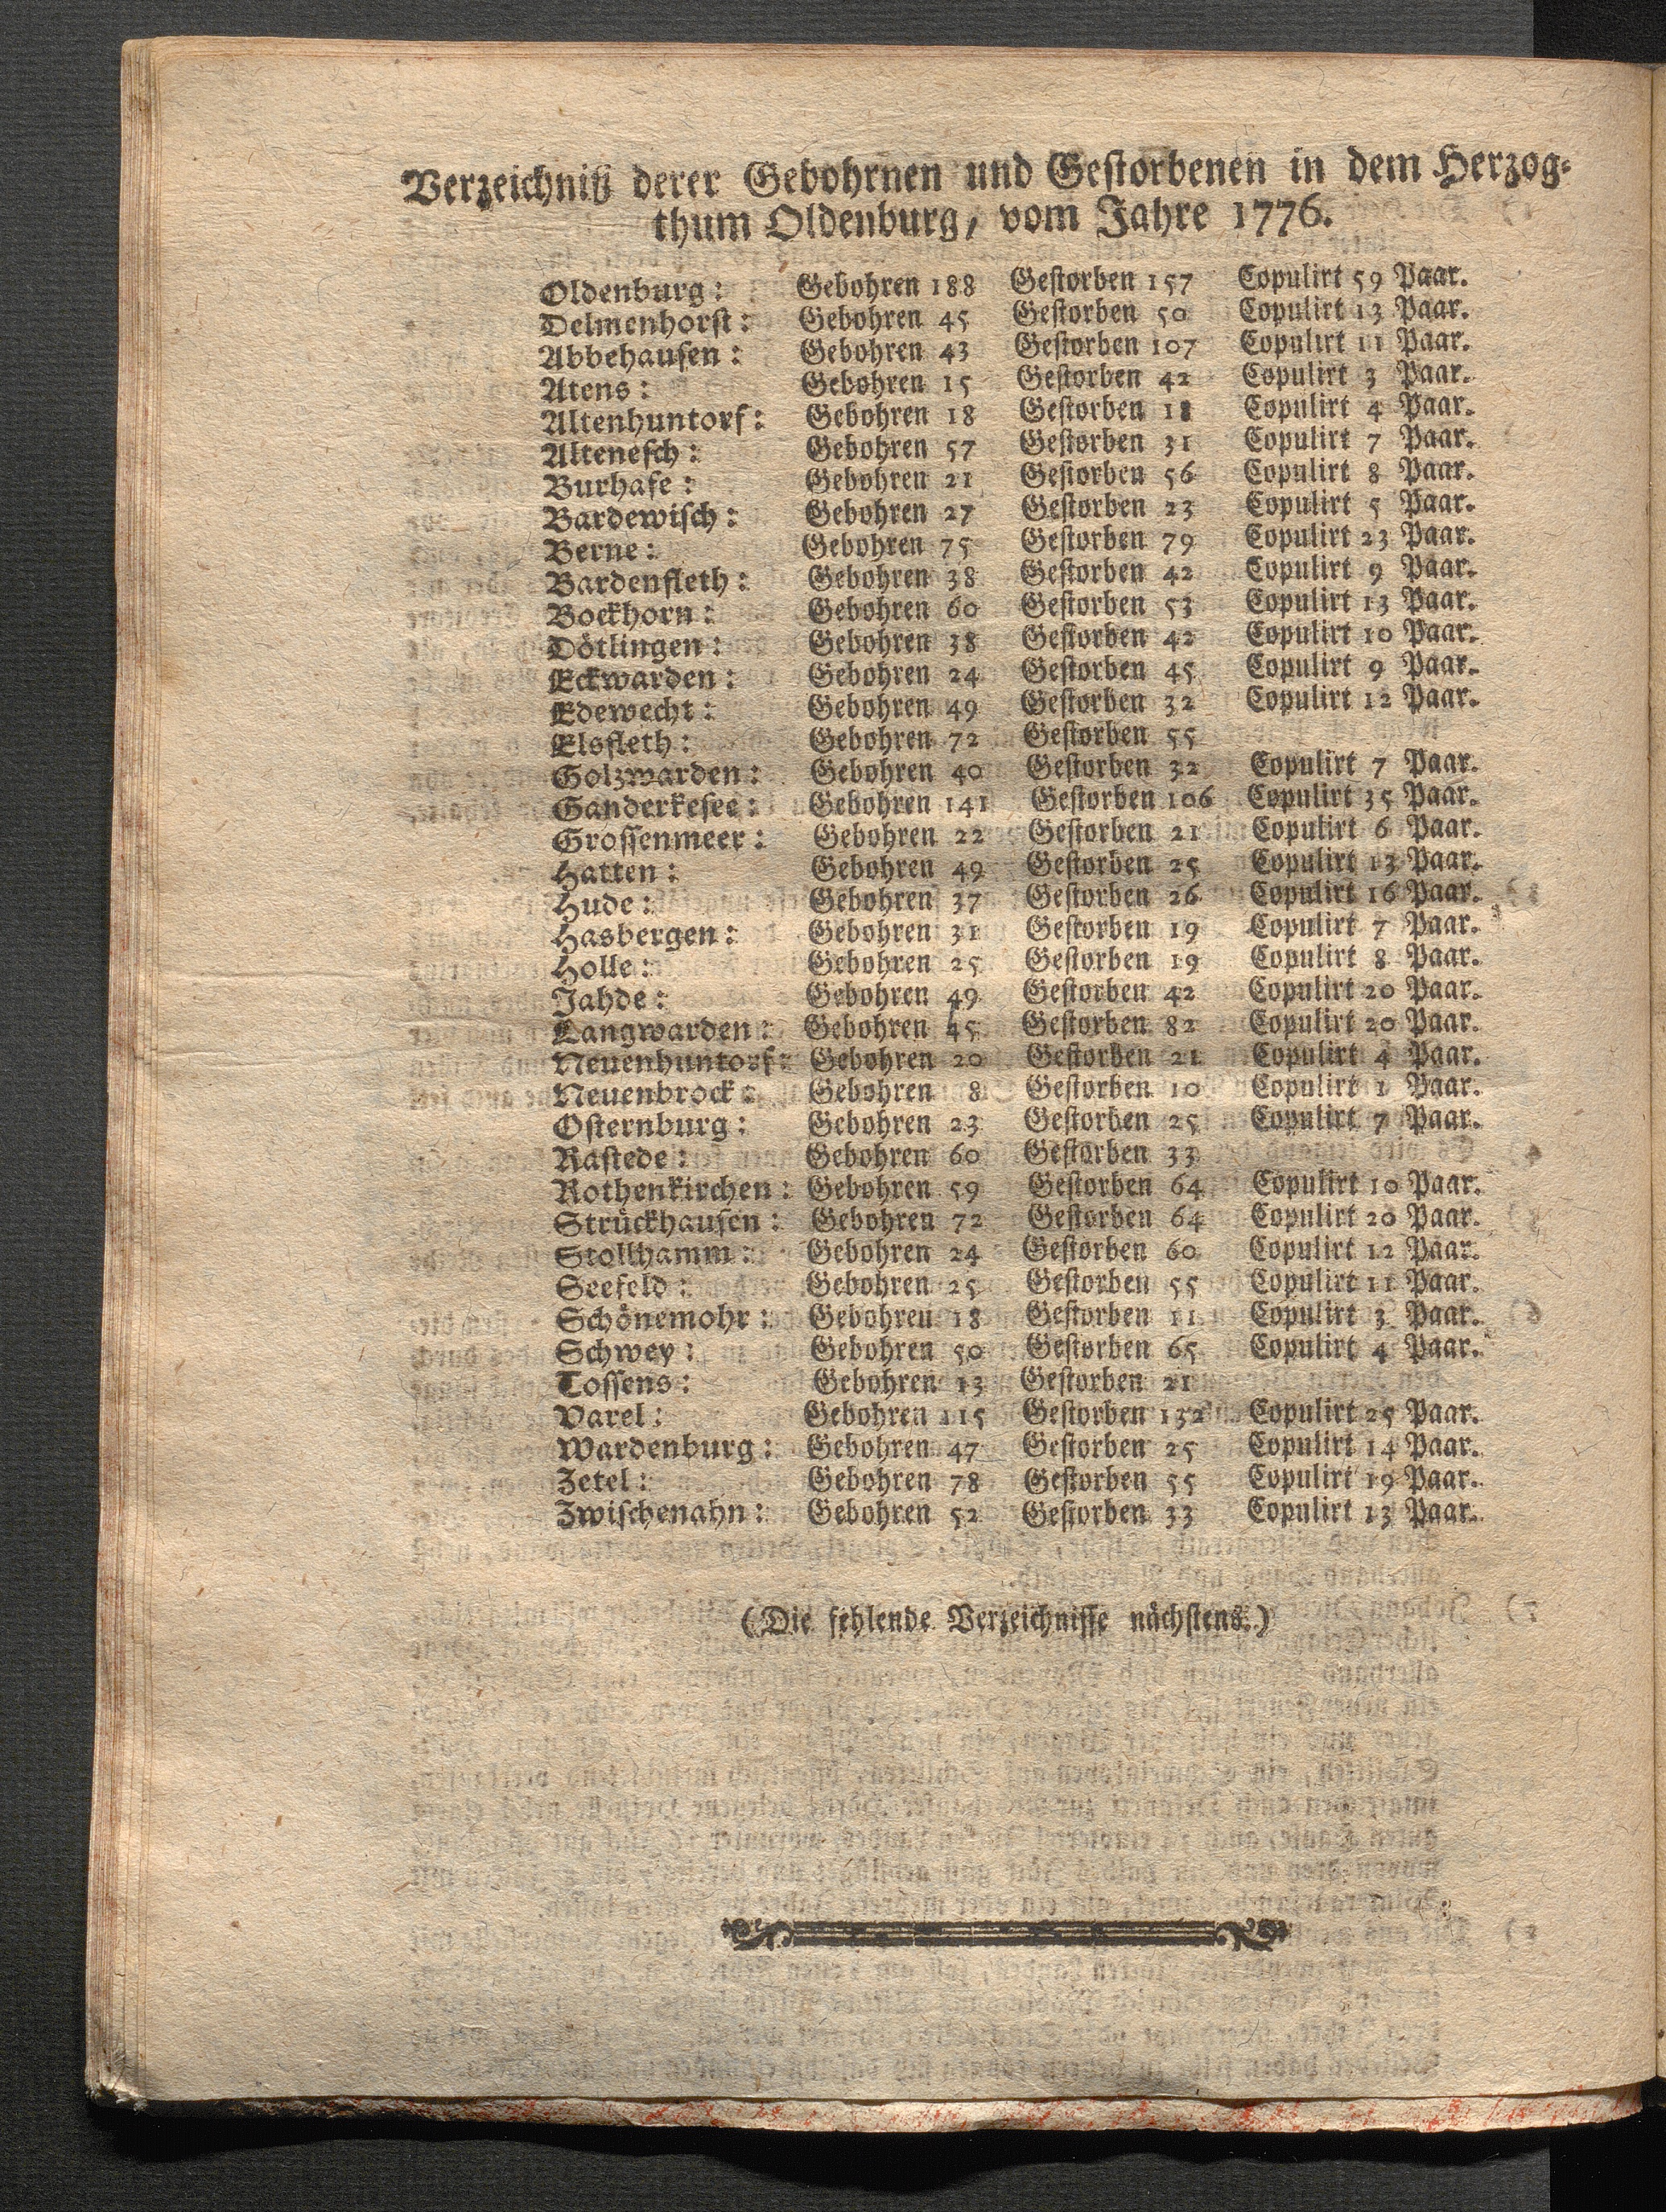 Verzeichniß derer Gebohrnen und Gestorbenen in dem Herzog-
thum Oldenburg, vom Jahre 1776.
Oldenburg: Gebohren 188 Gestorben 157 Copulirt 59 Paar.
Delmenhorst: Gebohren 45 Gestorben 50 Copulirt 13 Paar.
Abbehausen: Gebohren 43 Gestorben 107 Copulirt 11 Paar.
Atens: Gebohren 15 Gestorben 42 Copulirt 3 Paar.
Altenhuntorf: Gebohren 18 Gestorben 18 Copulirt 4 Paar.
Altenesch: Gebohren 57 Gestorben 31 Copulirt 7 Paar.
Burhafe: Gebohren 21 Gestorben 56 Copulirt 8 Paar.
Bardewisch: Gebohren 27 Gestorben 23 Copulirt 5 Paar.
Berne: Gebohren 75 Gestorben 79 Copulirt 23 Paar.
Bardenfleth: Gebohren 38 Gestorben 42 Copulirt 9 Paar.
Bockhorn: Gebohren 60 Gestorben 53 Copulirt 13 Paar.
Dötlingen: Gebohren 38 Gestorben 42 Copulirt 10 Paar.
Eckwarden: Gebohren 24 Gestorben 45 Copulirt 9 Paar.
Edewecht: Gebohren 49 Gestorben 32 Copulirt 12 Paar.
Elsfleth: Gebohren 72 Gestorben 55
Golzwarden: Gebohren 40 Gestorben 32 Copulirt 7 Paar.
Ganderkesee: Gebohren 141 Gestorben 106 Copulirt 35 Paar.
Grossenmeer: Gebohren 22 Gestorben 21 Copulirt 6 Paar.
Hatten: Gebohren 49 Gestorben 25 Copulirt 13 Paar.
Hude: Gebohren 37 Gestorben 26 Copulirt 16 Paar.
Hasbergen: Gebohren 31 Gestorben 19 Copulirt 7 Paar.
Holle: Gebohren 25 Gestorben 19 Copulirt 8 Paar.
Jahde: Gebohren 49 Gestorben 42 Copulirt 20 Paar.
Langwarden: Gebohren 45 Gestorben 82 Copulirt 20 Paar.
Neuenhuntorf: Gebohren 20 Gestorben 21 Copulirt 4 Paar.
Neuenbrock: Gebohren 8 Gestorben 10 Copulirt 1 Paar.
Osternburg: Gebohren 23 Gestorben 25 Copulirt 7 Paar.
Rastede: Gebohren 60 Gestorben 33
Rothenkirchen: Gebohren 59 Gestorben 64 Copulirt 10 Paar.
Strückhausen: Gebohren 72 Gestorben 64 Copulirt 20 Paar.
Stollhamm: Gebohren 24 Gestorben 60 Copulirt 12 Paar.
Seefeld: Gebohren 25 Gestorben 55 Copulirt 11 Paar.
Schönemohr: Gebohren 18 Gestorben 11 Copulirt 3 Paar.
Schwey: Gebohren 50 Gestorben 65 Copulirt 4 Paar.
Tossens: Gebohren 13 Gestorben 21
Varel: Gebohren 115 Gestorben 132 Copulirt 25 Paar.
Wardenburg: Gebohren 47 Gestorben 25 Copulirt 14 Paar.
Zetel: Gebohren 78 Gestorben 55 Copulirt 19 Paar.
Zwischenahn: Gebohren 52 Gestorben 33 Copulirt 13 Paar.
(Die fehlende Verzeichnisse nächstens.)